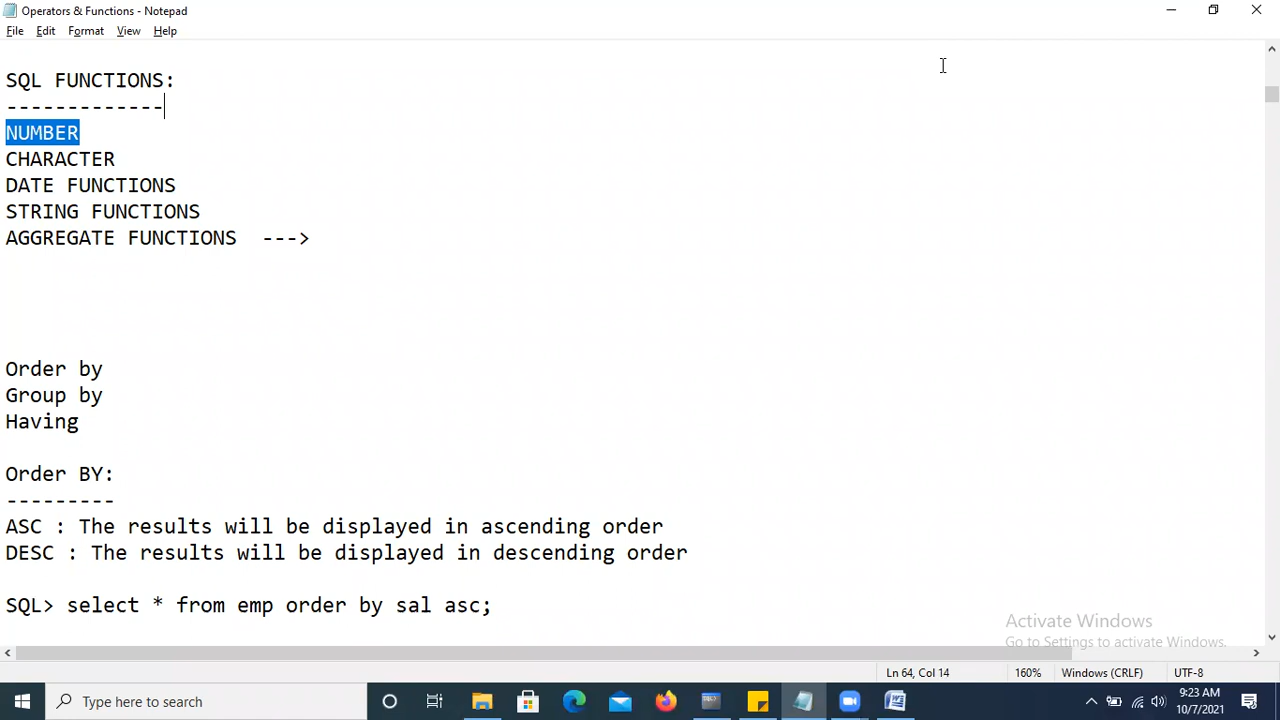 Operators & Functions - Notepad
File Edit Format View Help
SQL FUNCTIONS:
-------------
NUMBER
CHARACTER
DATE FUNCTIONS
STRING FUNCTIONS
AGGREGATE FUNCTIONS  --->
Order by
Group by
Having
Order BY:
---------
ASC : The results will be displayed in ascending order
DESC : The results will be displayed in descending order
SQL> select * from emp order by sal asc;
Activate Windows
Go to Settings to activate Windows.
Ln 64, Col 14 160% Windows (CRLF) UTF-8
Type here to search
9:23 AM
10/7/2021